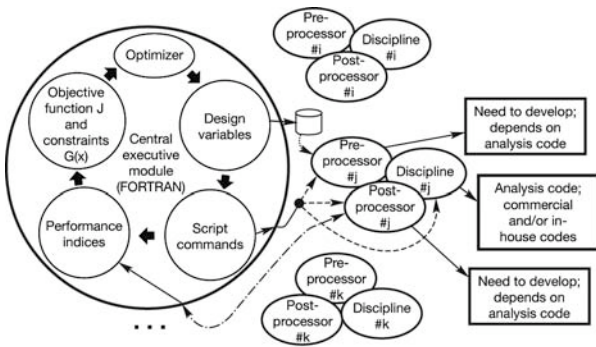 Optimizer
Objective
function J
and
constraints
G(x)
Design
variables
Central
executive
module
(FORTRAN)
Performance
indices
Script
commands
. . .
Pre-
processor
#i
Discipline
#i
Post-
processor
#i
Pre-
processor
#j
Discipline
#j
Post-
processor
#j
Pre-
processor
#k
Post-
processor
#k
Discipline
#k
Need to develop;
depends on
analysis code
Analysis code;
commercial
and/or in-
house codes
Need to develop;
depends on
analysis code